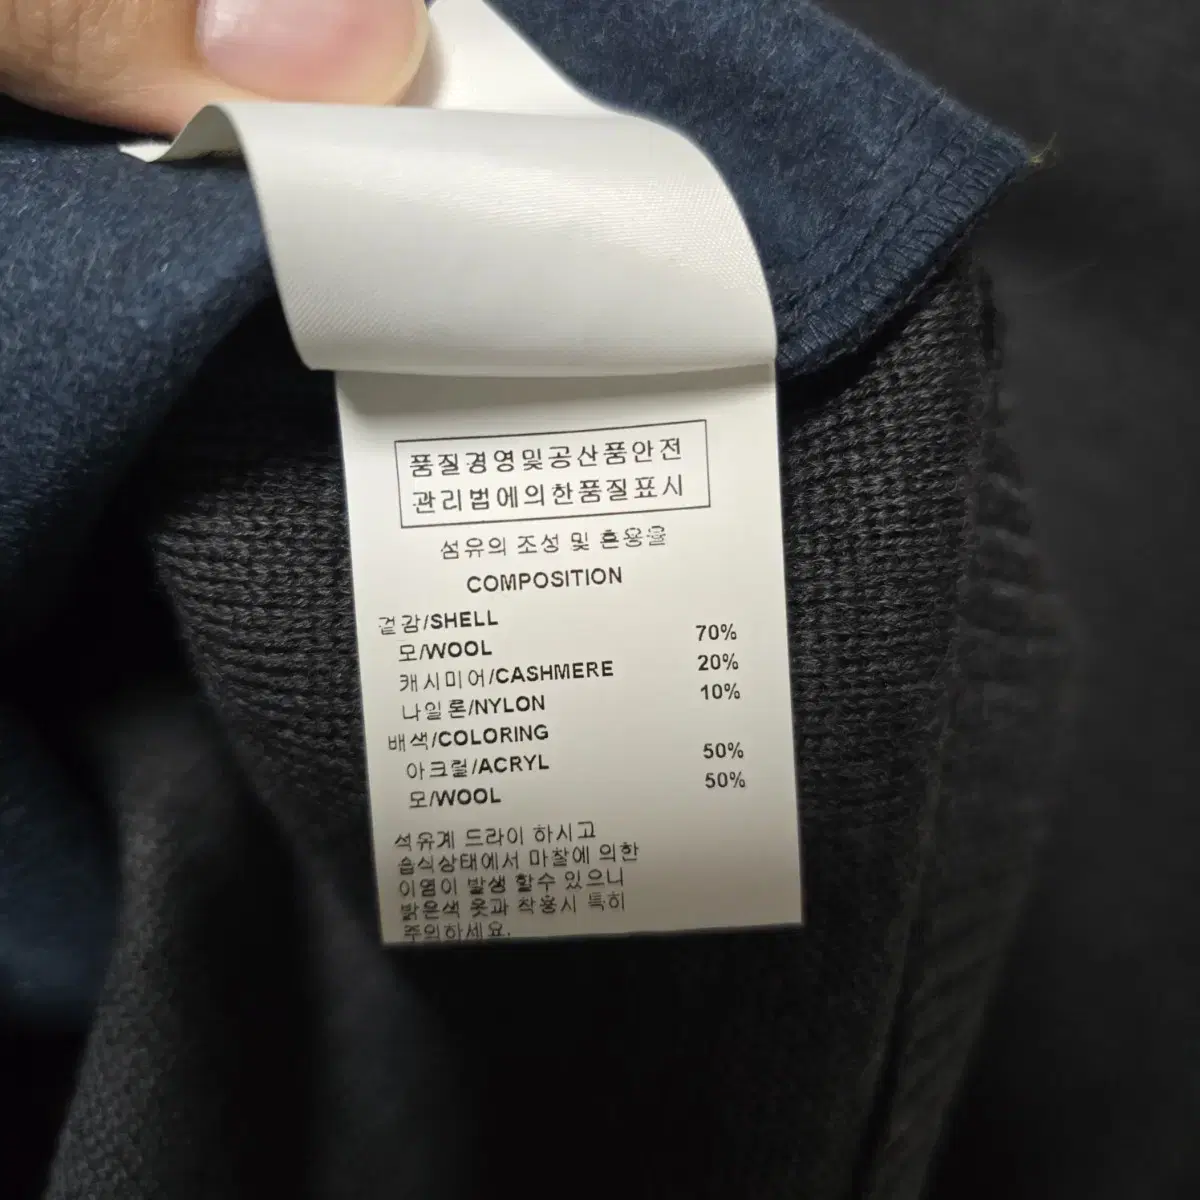 품질경영및공산품안전
관리법에의한품질표시
섬유의 조성 및 혼용율
COMPOSITION
겉감/SHELL
모/WOOL 70%
캐시미어/CASHMERE 20%
나일론/NYLON 10%
배색/COLORING
아크릴/ACRYL 50%
모/WOOL 50%
석유계 드라이 하시고
습식상태에서 마찰에 의한
이염이 발생 할수 있으니
밝은색 옷과 착용시 특히
주의하세요.